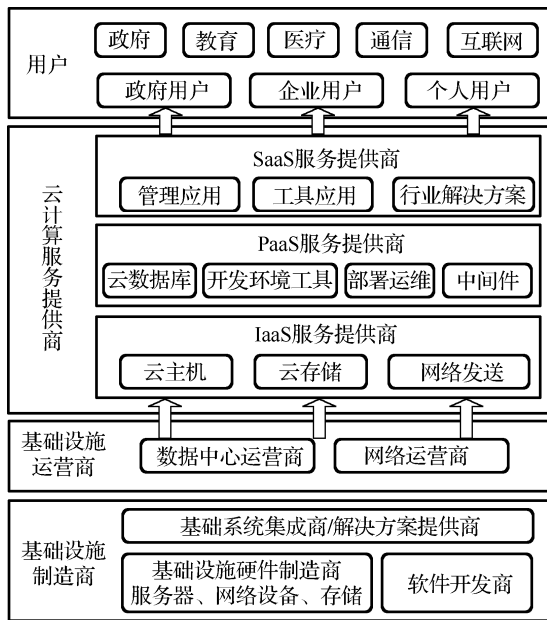 用户
政府 教育 医疗 通信 互联网
政府用户 企业用户 个人用户
云计算服务提供商
SaaS服务提供商
管理应用 工具应用 行业解决方案
PaaS服务提供商
云数据库 开发环境工具 部署运维 中间件
IaaS服务提供商
云主机 云存储 网络发送
基础设施
运营商
数据中心运营商 网络运营商
基础设施
制造商
基础系统集成商/解决方案提供商
基础设施硬件制造商
服务器、网络设备、存储
软件开发商